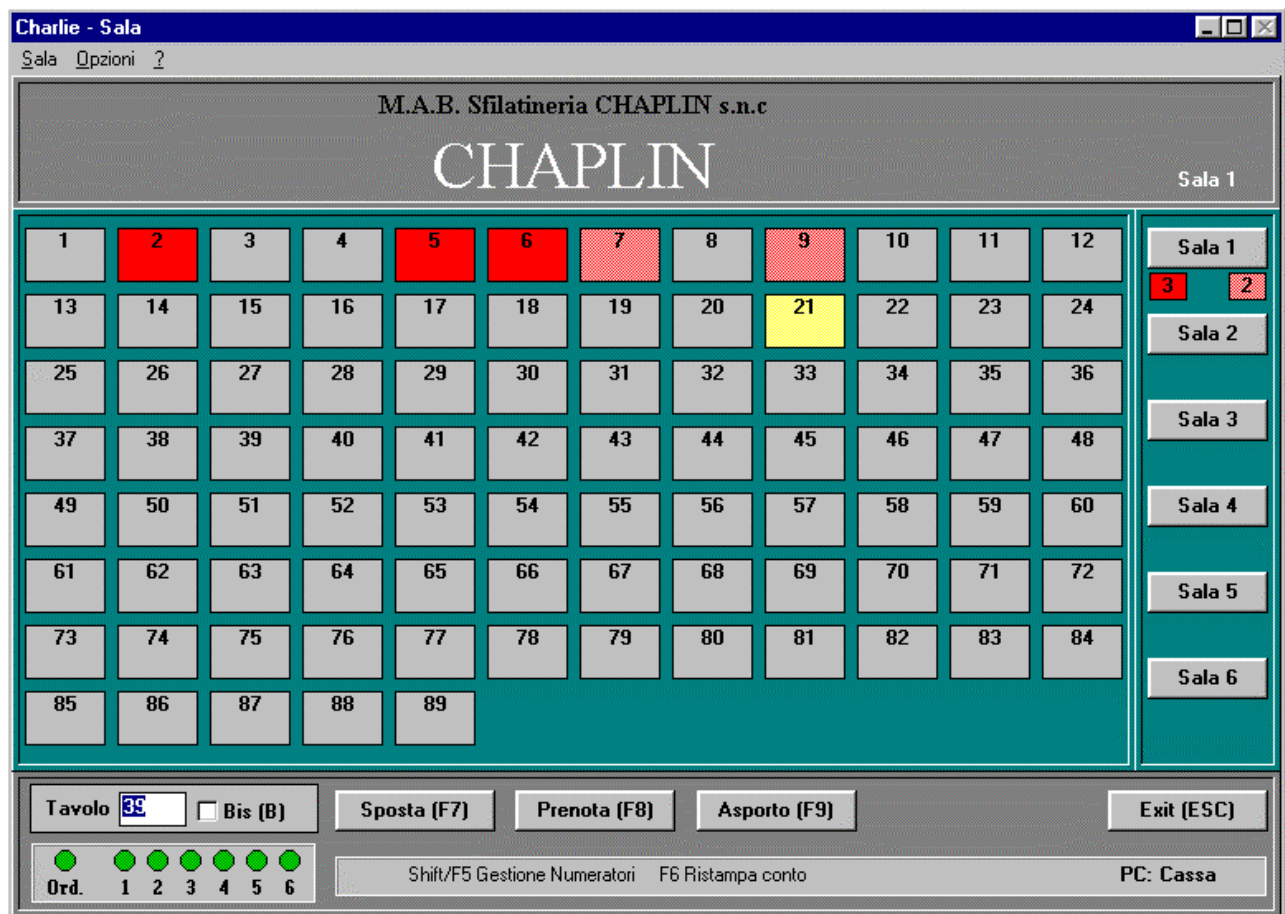 Charlie - Sala
Sala Opzioni ?
M.A.B. Sfilatineria CHAPLIN s.n.c
CHAPLIN
Sala 1
1 2 3 4 5 6 7 8 9 10 11 12
Sala 1
3 2
13 14 15 16 17 18 19 20 21 22 23 24
Sala 2
25 26 27 28 29 30 31 32 33 34 35 36
Sala 3
37 38 39 40 41 42 43 44 45 46 47 48
49 50 51 52 53 54 55 56 57 58 59 60
Sala 4
61 62 63 64 65 66 67 68 69 70 71 72
Sala 5
73 74 75 76 77 78 79 80 81 82 83 84
Sala 6
85 86 87 88 89
Tavolo 39 Bis (B) Sposta (F7) Prenota (F8) Asporto (F9) Exit (ESC)
Ord. 1 2 3 4 5 6
Shift/F5 Gestione Numeratori F6 Ristampa conto PC: Cassa